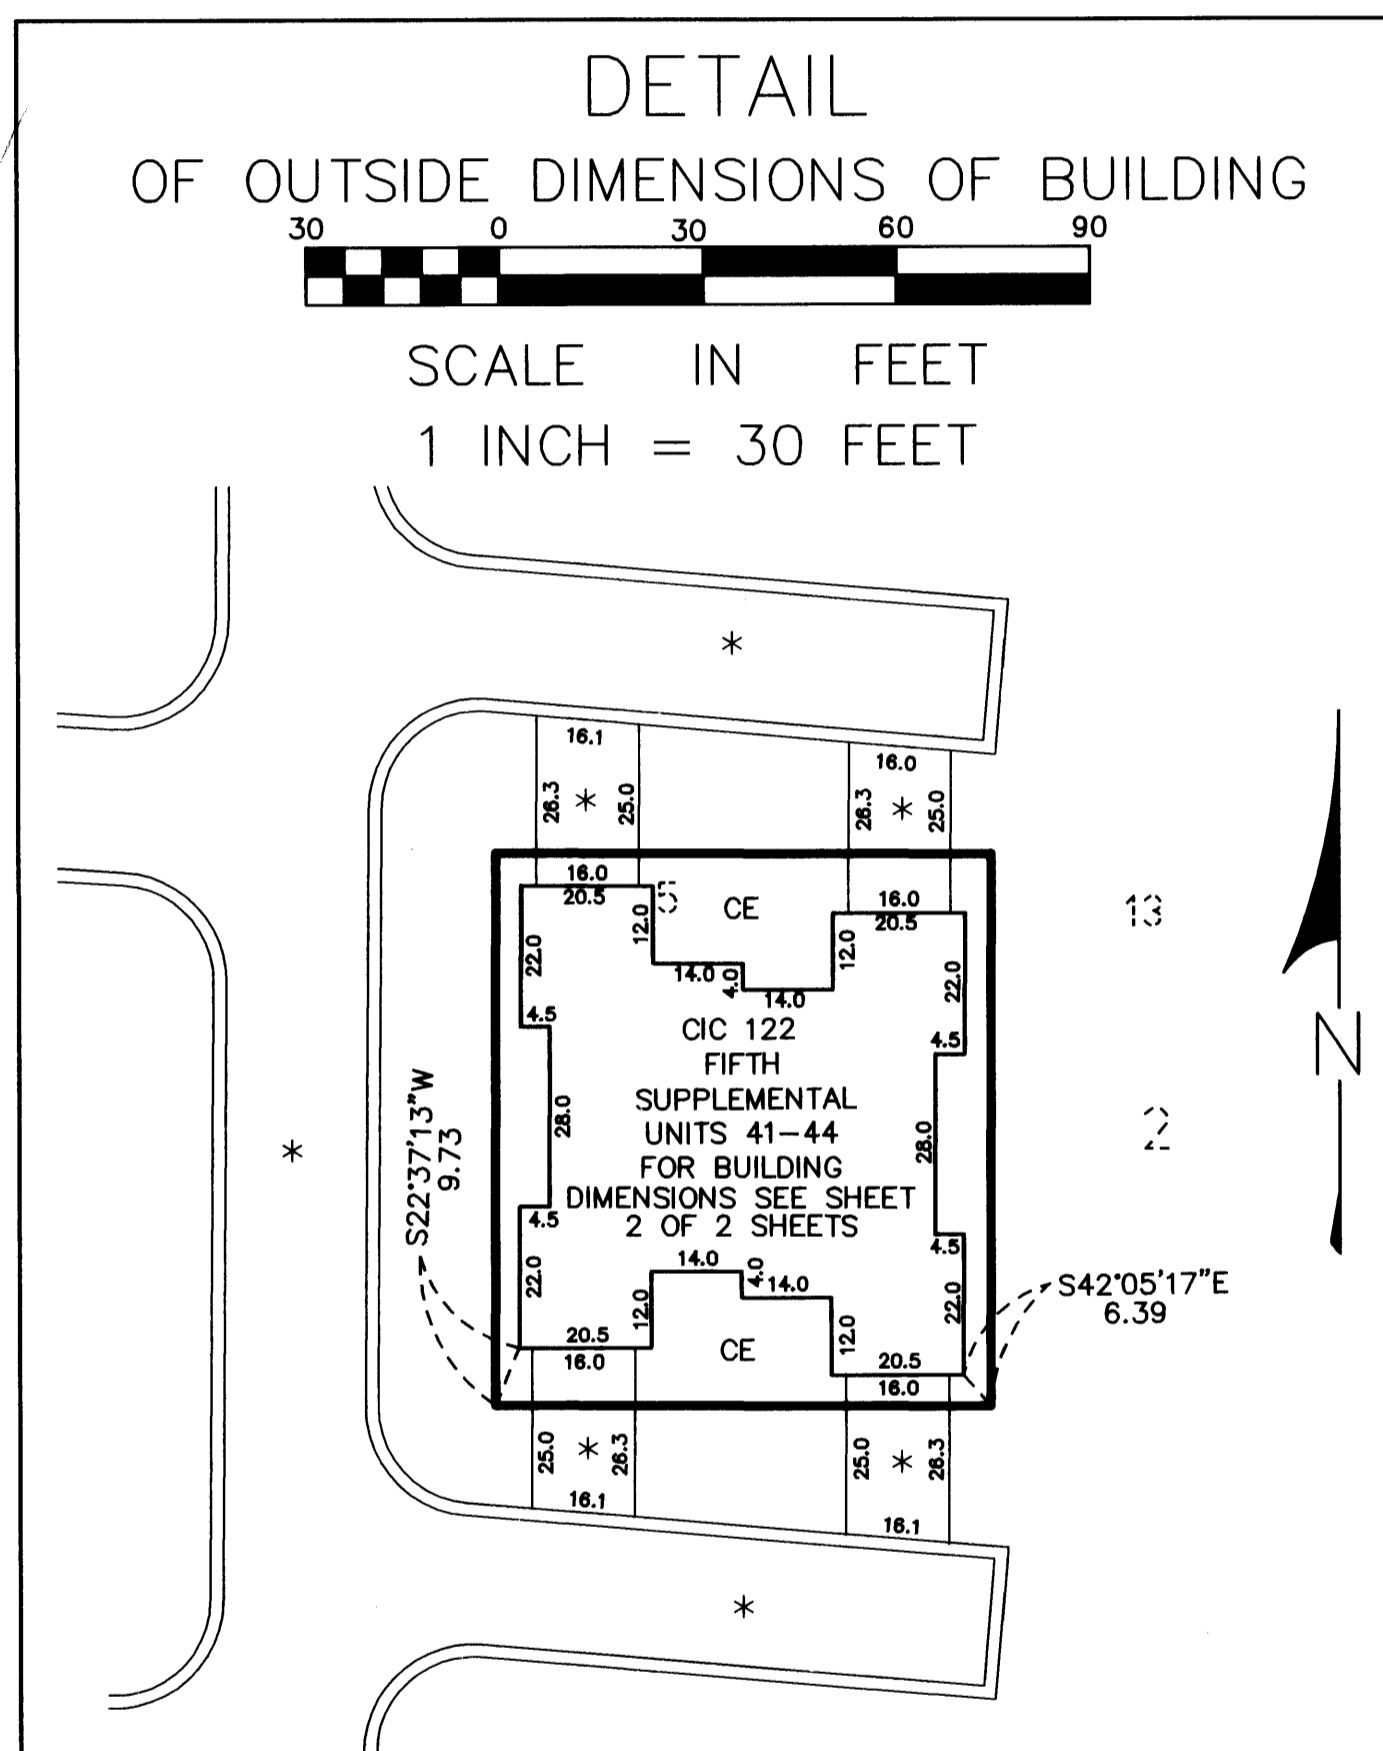 DETAIL
OF OUTSIDE DIMENSIONS OF BUILDING
30 0 30 60 90
SCALE IN FEET
1 INCH = 30 FEET
*
16.1
16.0
26.3 * 25.0
26.3 * 25.0
16.0
20.5
5
CE
16.0
20.5
13
22.0
12.0
12.0
22.0
14.0
4.0
14.0
4.5
4.5
N
CIC 122
FIFTH
SUPPLEMENTAL
UNITS 41-44
FOR BUILDING
DIMENSIONS SEE SHEET
2 OF 2 SHEETS
28.0
28.0
2
*
S22°37'13"W
9.73
4.5
4.5
22.0
14.0
4.0
14.0
22.0
12.0
12.0
S42°05'17"E
6.39
20.5
16.0
CE
20.5
16.0
25.0 * 26.3
25.0 * 26.3
16.1
16.1
*